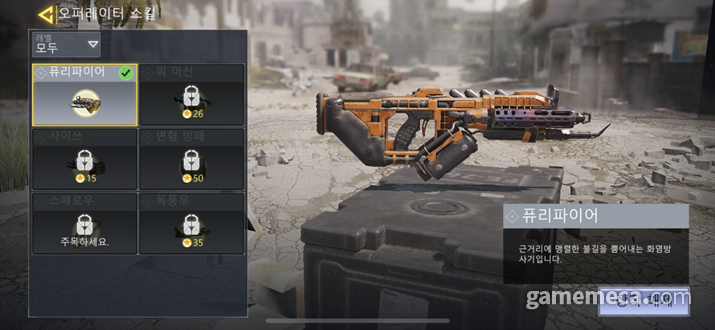 오퍼레이터 스킬
레벨
모두
퓨리파이어
워 머신
26
사이쓰
15
변형 방패
50
스패로우
주목하세요.
폭풍우
35
퓨리파이어
근거리에 맹렬한 불길을 뿜어내는 화염방
사기입니다.
gamemeca.com